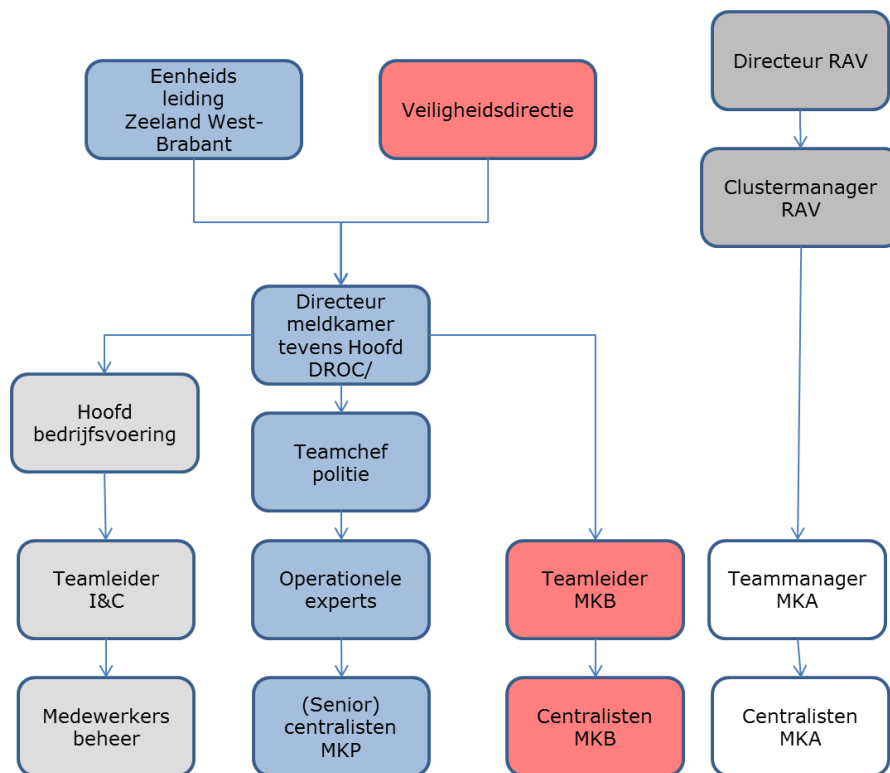 Eenheids
leiding
Zeeland West-
Brabant
Veiligheidsdirectie
Directeur RAV
Clustermanager
RAV
Directeur
meldkamer
tevens Hoofd
DROC/
Hoofd
bedrijfsvoering
Teamchef
politie
Teamleider
I&C
Operationele
experts
Teamleider
MKB
Teammanager
MKA
Medewerkers
beheer
(Senior)
centralisten
MKP
Centralisten
MKB
Centralisten
MKA